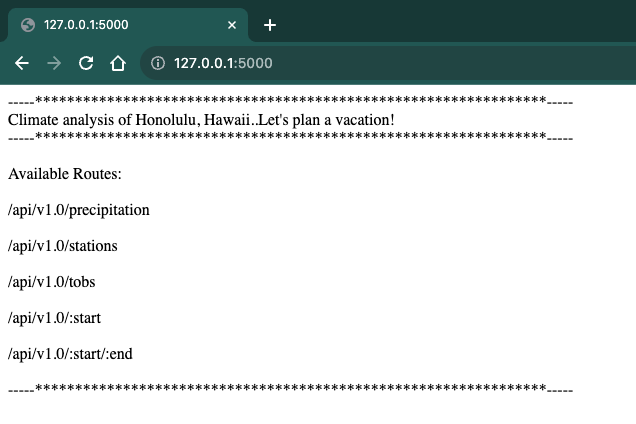 127.0.0.1:5000
127.0.0.1:5000
-----****************************************************************-----
Climate analysis of Honolulu, Hawaii..Let's plan a vacation!
-----****************************************************************-----
Available Routes:
/api/v1.0/precipitation
/api/v1.0/stations
/api/v1.0/tobs
/api/v1.0/:start
/api/v1.0/:start/:end
-----****************************************************************-----